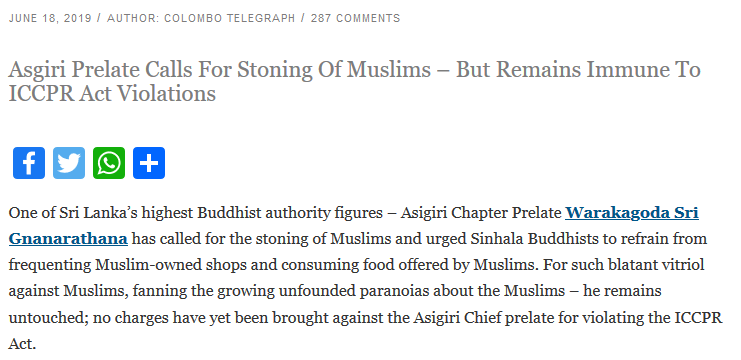 JUNE 18, 2019 / AUTHOR: COLOMBO TELEGRAPH / 287 COMMENTS
Asgiri Prelate Calls For Stoning Of Muslims – But Remains Immune To
ICCPR Act Violations
One of Sri Lanka's highest Buddhist authority figures – Asigiri Chapter Prelate Warakagoda Sri
Gnanarathana has called for the stoning of Muslims and urged Sinhala Buddhists to refrain from
frequenting Muslim-owned shops and consuming food offered by Muslims. For such blatant vitriol
against Muslims, fanning the growing unfounded paranoias about the Muslims – he remains
untouched; no charges have yet been brought against the Asigiri Chief prelate for violating the ICCPR
Act.